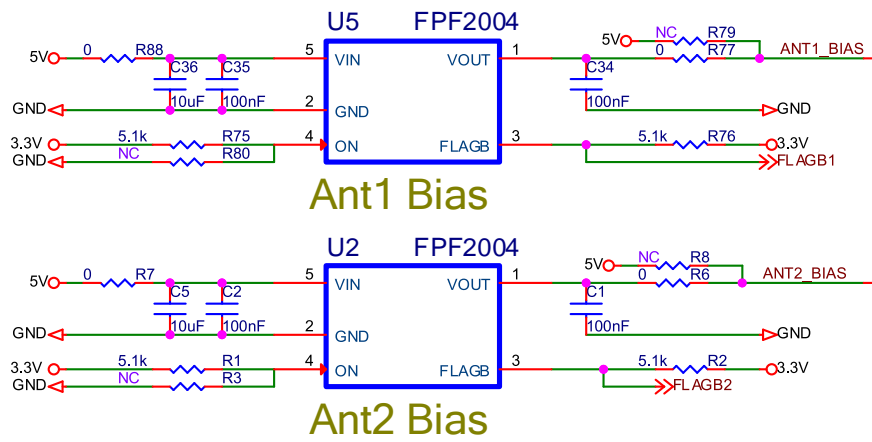 U5 FPF2004
5V 0 R88 5 VIN VOUT 1 5V NC R79
0 R77 ANT1_BIAS
C36 C35 C34
10uF 100nF 100nF
GND 2 GND GND
3.3V 5.1k R75 4 ON FLAGB 3 5.1k R76 3.3V
GND NC R80 FLAGB1
Ant1 Bias
U2 FPF2004
5V 0 R7 5 VIN VOUT 1 5V NC R8
0 R6 ANT2_BIAS
C5 C2 C1
10uF 100nF 100nF
GND 2 GND GND
3.3V 5.1k R1 4 ON FLAGB 3 5.1k R2 3.3V
GND NC R3 FLAGB2
Ant2 Bias